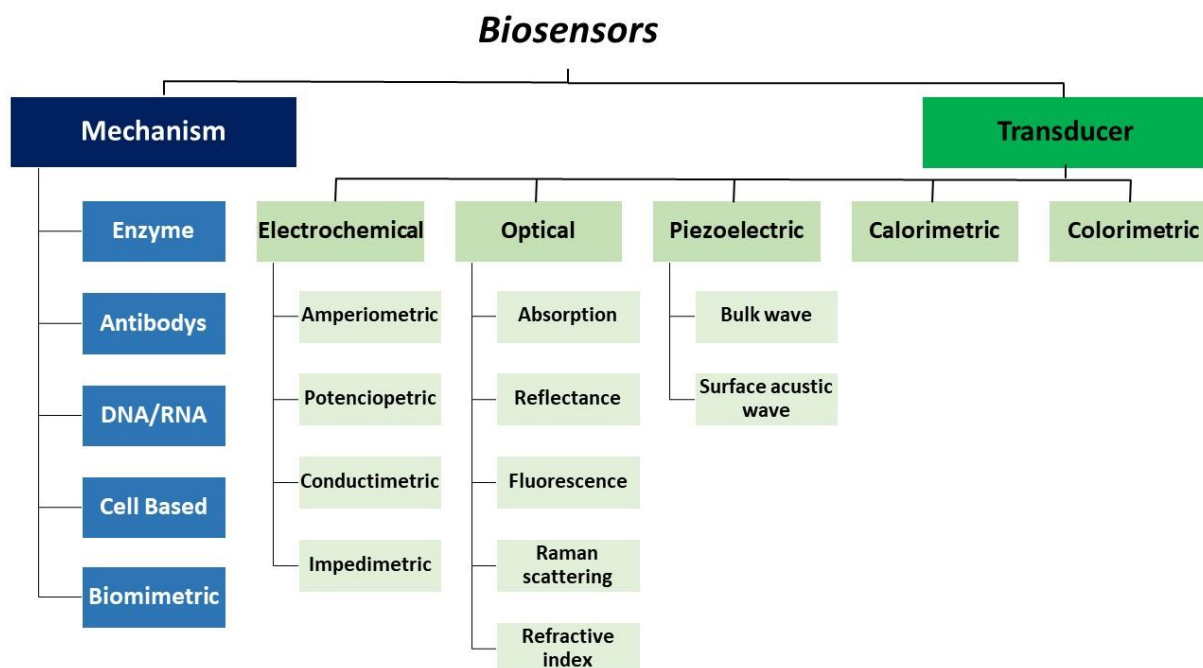 Biosensors
Mechanism
Transducer
Enzyme
Antibodys
DNA/RNA
Cell Based
Biomimetric
Electrochemical
Amperiometric
Potenciopetric
Conductimetric
Impedimetric
Optical
Absorption
Reflectance
Fluorescence
Raman
scattering
Refractive
index
Piezoelectric
Bulk wave
Surface acustic
wave
Calorimetric
Colorimetric